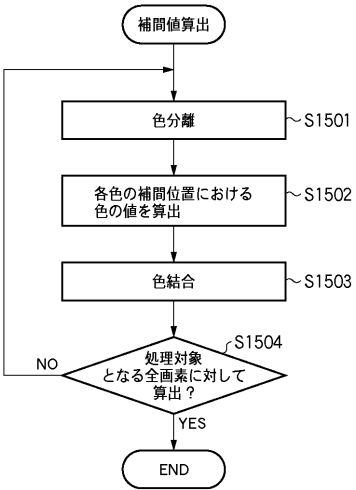 補間値算出
色分離
S1501
各色の補間位置における
色の値を算出
S1502
色結合
S1503
S1504
処理対象
となる全画素に対して
算出？
NO
YES
END